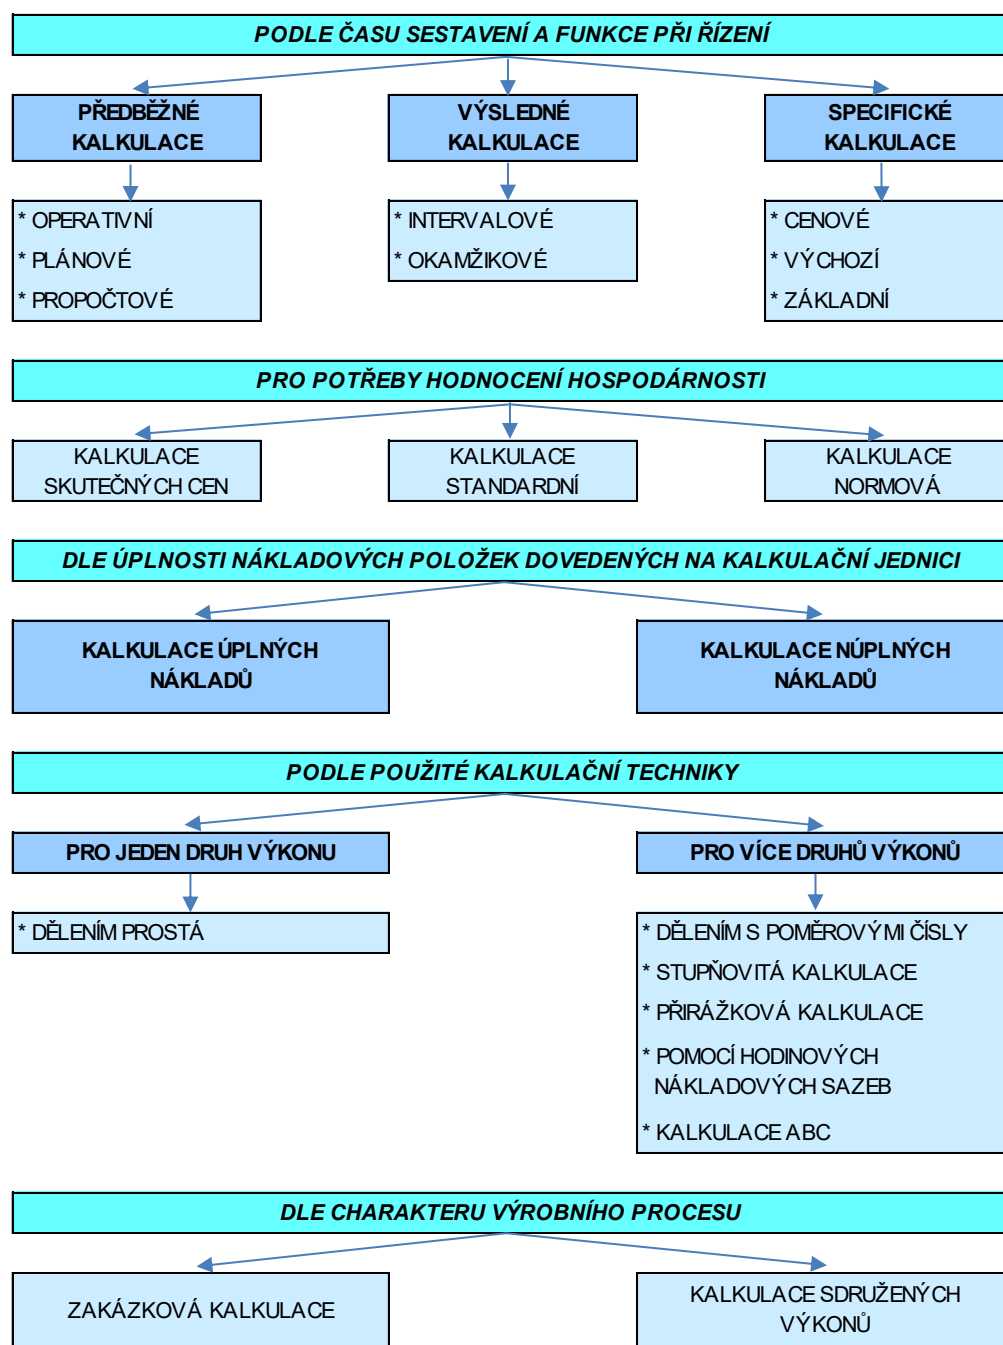 PODLE ČASU SESTAVENÍ A FUNKCE PŘI ŘÍZENÍ
PŘEDBĚŽNÉ
KALKULACE
VÝSLEDNÉ
KALKULACE
SPECIFICKÉ
KALKULACE
* OPERATIVNÍ
* PLÁNOVÉ
* PROPOČTOVÉ
* INTERVALOVÉ
* OKAMŽIKOVÉ
* CENOVÉ
* VÝCHOZÍ
* ZÁKLADNÍ
PRO POTŘEBY HODNOCENÍ HOSPODÁRNOSTI
KALKULACE
SKUTEČNÝCH CEN
KALKULACE
STANDARDNÍ
KALKULACE
NORMOVÁ
DLE ÚPLNOSTI NÁKLADOVÝCH POLOŽEK DOVEDENÝCH NA KALKULAČNÍ JEDNICI
KALKULACE ÚPLNÝCH
NÁKLADŮ
KALKULACE NÚPLNÝCH
NÁKLADŮ
PODLE POUŽITÉ KALKULAČNÍ TECHNIKY
PRO JEDEN DRUH VÝKONU
PRO VÍCE DRUHŮ VÝKONŮ
* DĚLENÍM PROSTÁ
* DĚLENÍM S POMĚROVÝMI ČÍSLY
* STUPŇOVITÁ KALKULACE
* PŘIRÁŽKOVÁ KALKULACE
* POMOCÍ HODINOVÝCH
NÁKLADOVÝCH SAZEB
* KALKULACE ABC
DLE CHARAKTERU VÝROBNÍHO PROCESU
ZAKÁZKOVÁ KALKULACE
KALKULACE SDRUŽENÝCH
VÝKONŮ